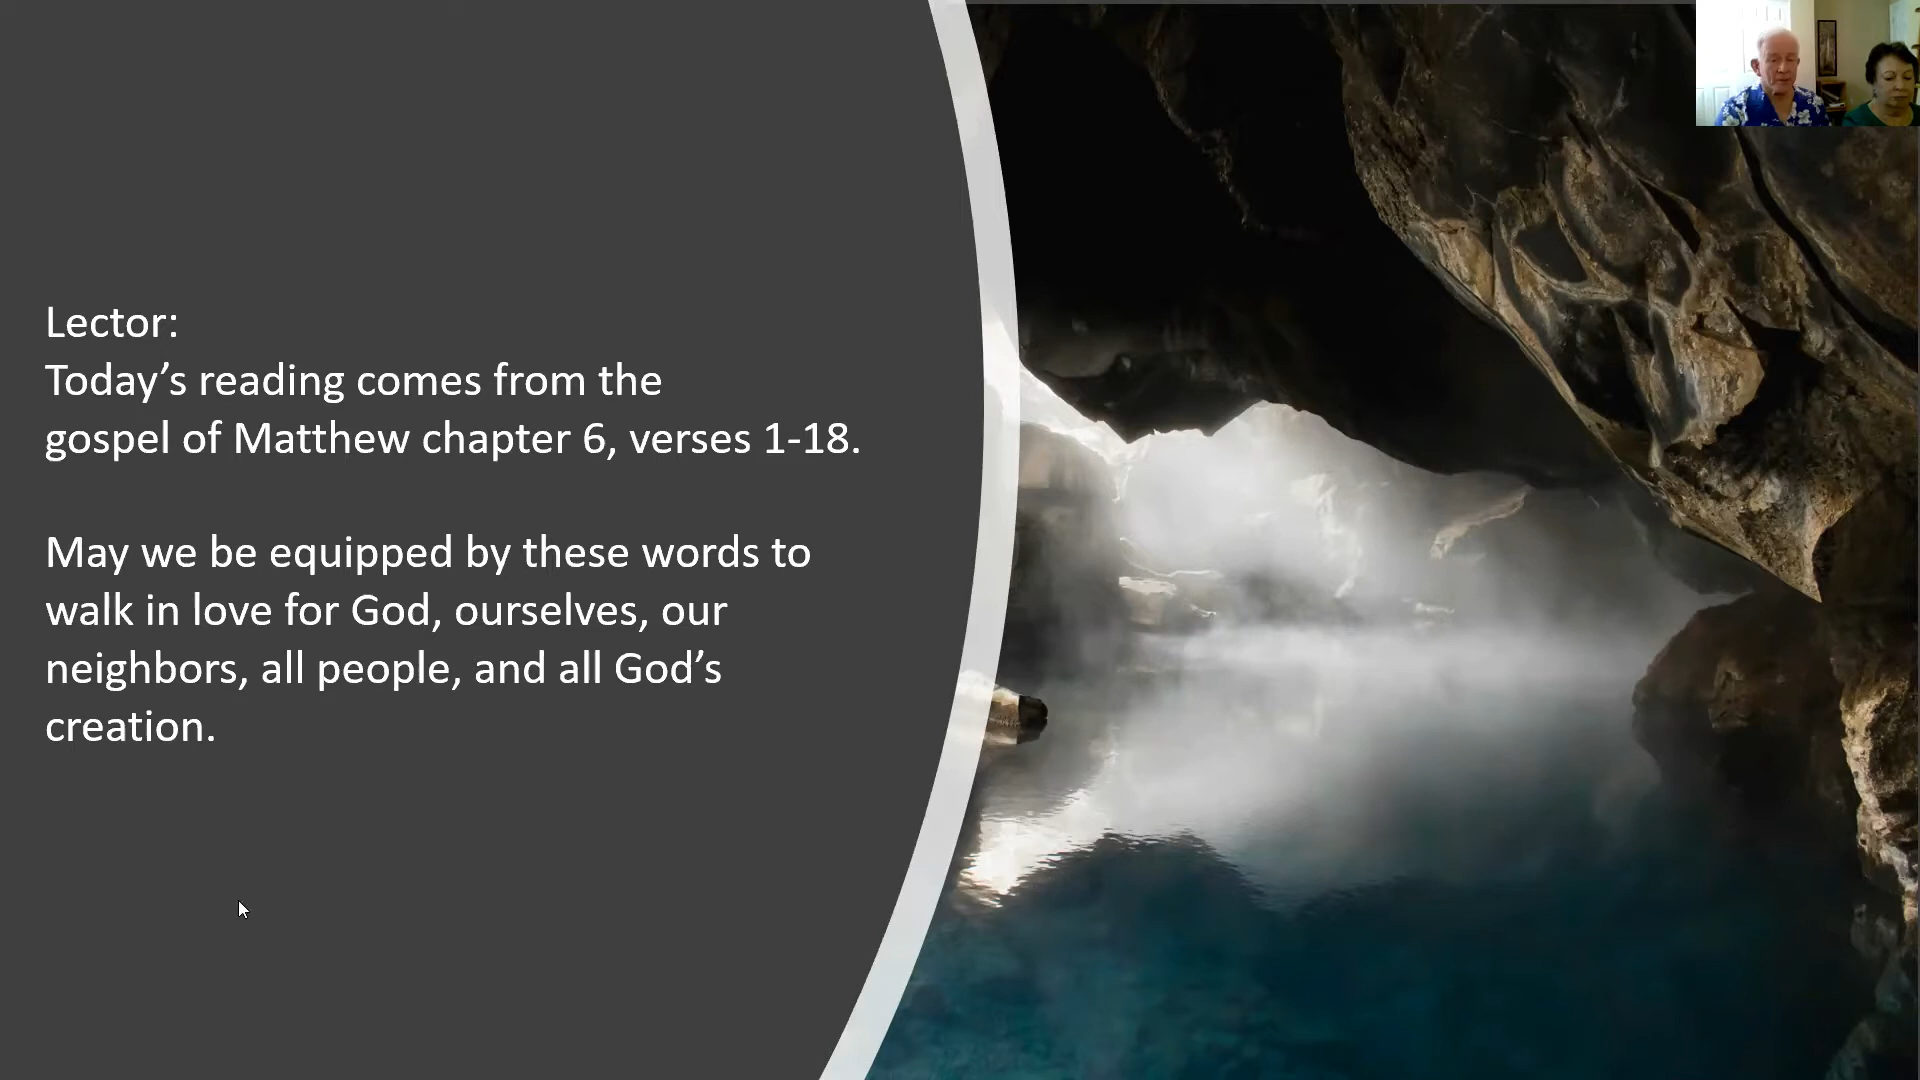 Lector:
Today’s reading comes from the
gospel of Matthew chapter 6, verses 1-18.
May we be equipped by these words to
walk in love for God, ourselves, our
neighbors, all people, and all God’s
creation.